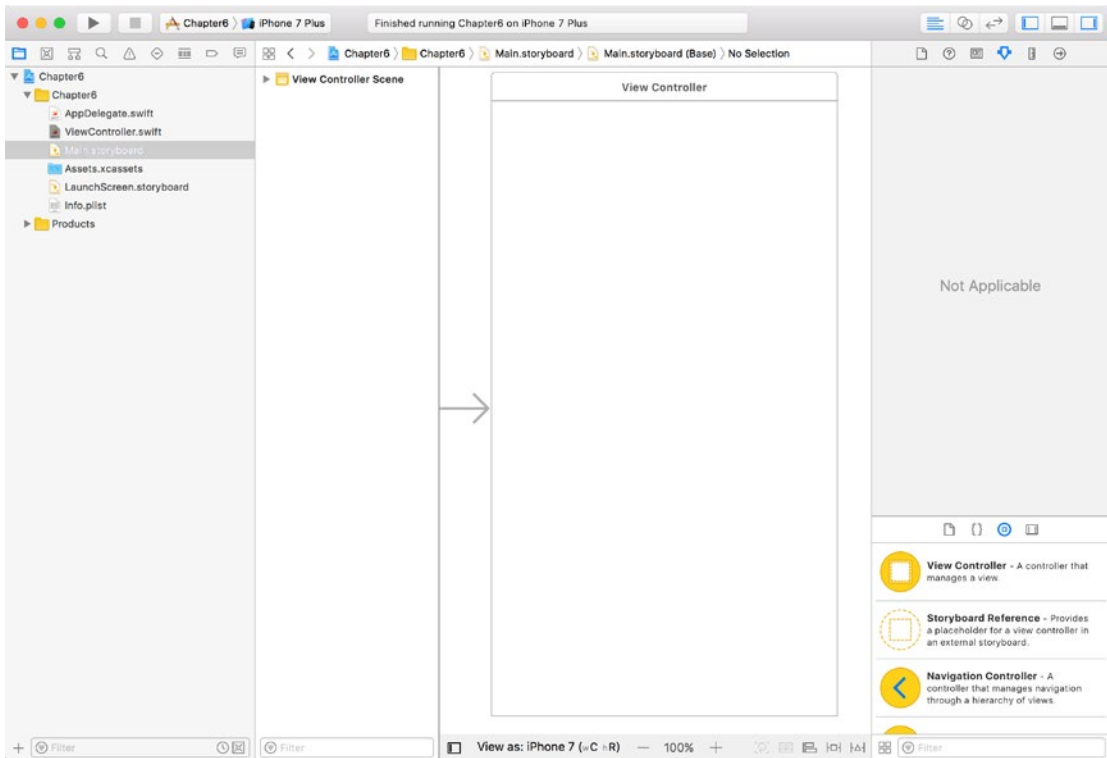 Chapter6 〉 iPhone 7 Plus
Finished running Chapter6 on iPhone 7 Plus
Chapter6 〉 Chapter6 〉 Main.storyboard 〉 Main.storyboard (Base) 〉 No Selection
Chapter6
Chapter6
AppDelegate.swift
ViewController.swift
Main.storyboard
Assets.xcassets
LaunchScreen.storyboard
Info.plist
Products
View Controller Scene
View Controller
Not Applicable
View Controller - A controller that
manages a view.
Storyboard Reference - Provides
a placeholder for a view controller in
an external storyboard.
Navigation Controller - A
controller that manages navigation
through a hierarchy of views.
Filter
Filter
View as: iPhone 7 (wC hR) — 100% +
Filter